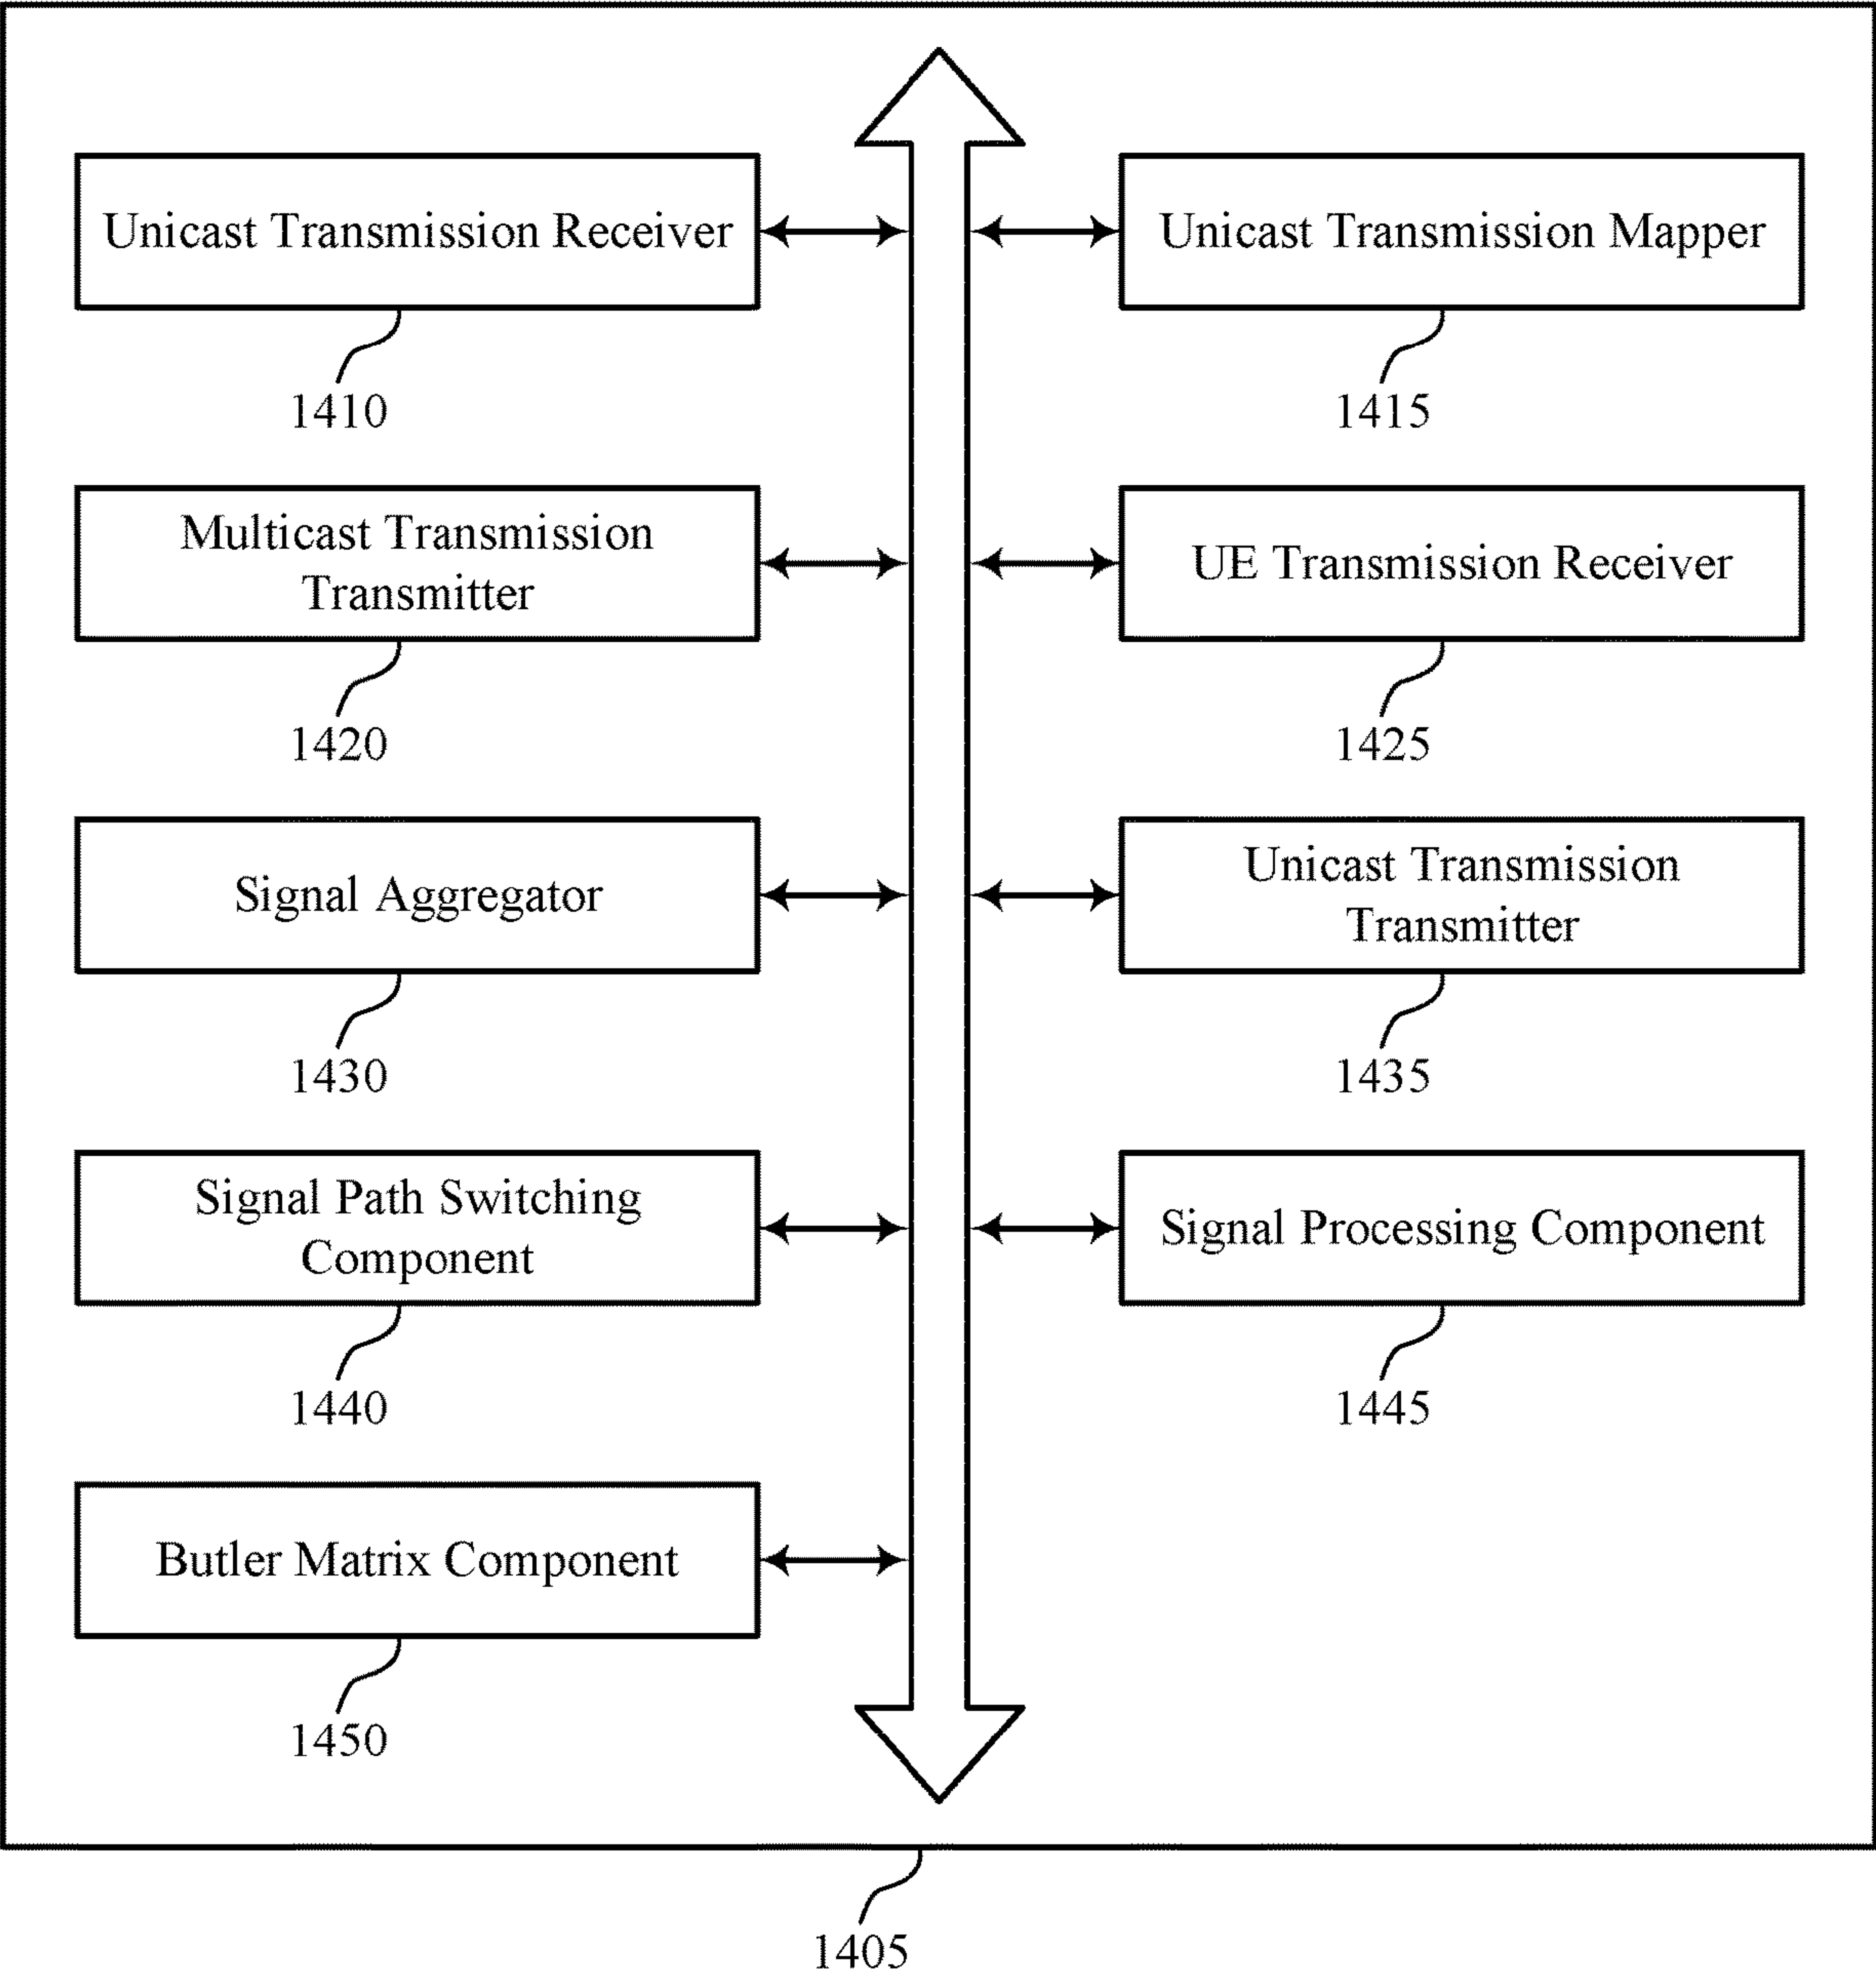 Unicast Transmission Receiver
1410
Unicast Transmission Mapper
1415
Multicast Transmission
Transmitter
1420
UE Transmission Receiver
1425
Signal Aggregator
1430
Unicast Transmission
Transmitter
1435
Signal Path Switching
Component
1440
Signal Processing Component
1445
Butler Matrix Component
1450
1405